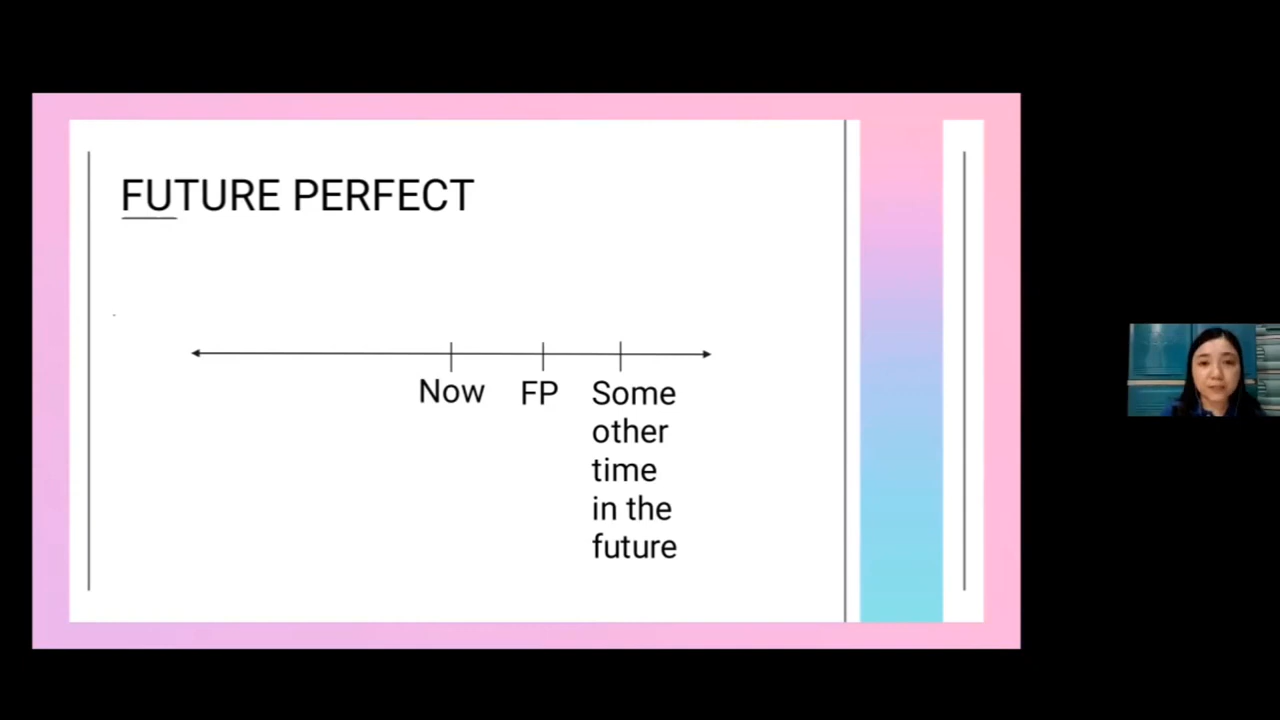 FUTURE PERFECT
Now
FP
Some
other
time
in the
future